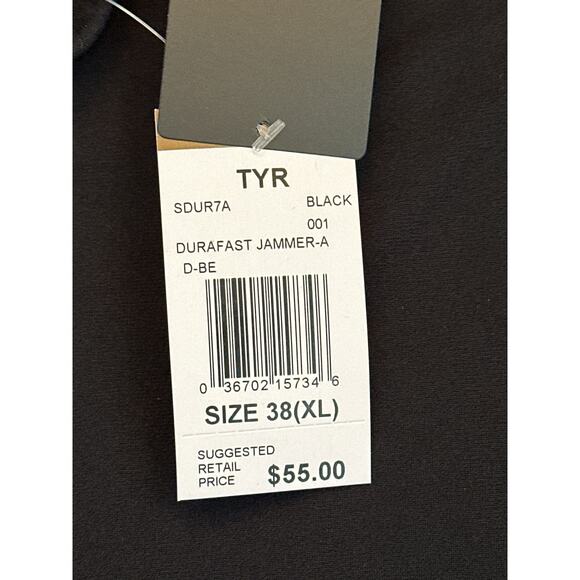 TYR
SDUR7A BLACK
001
DURAFAST JAMMER-A
D-BE
0 36702 15734 6
SIZE 38(XL)
SUGGESTED
RETAIL
PRICE $55.00